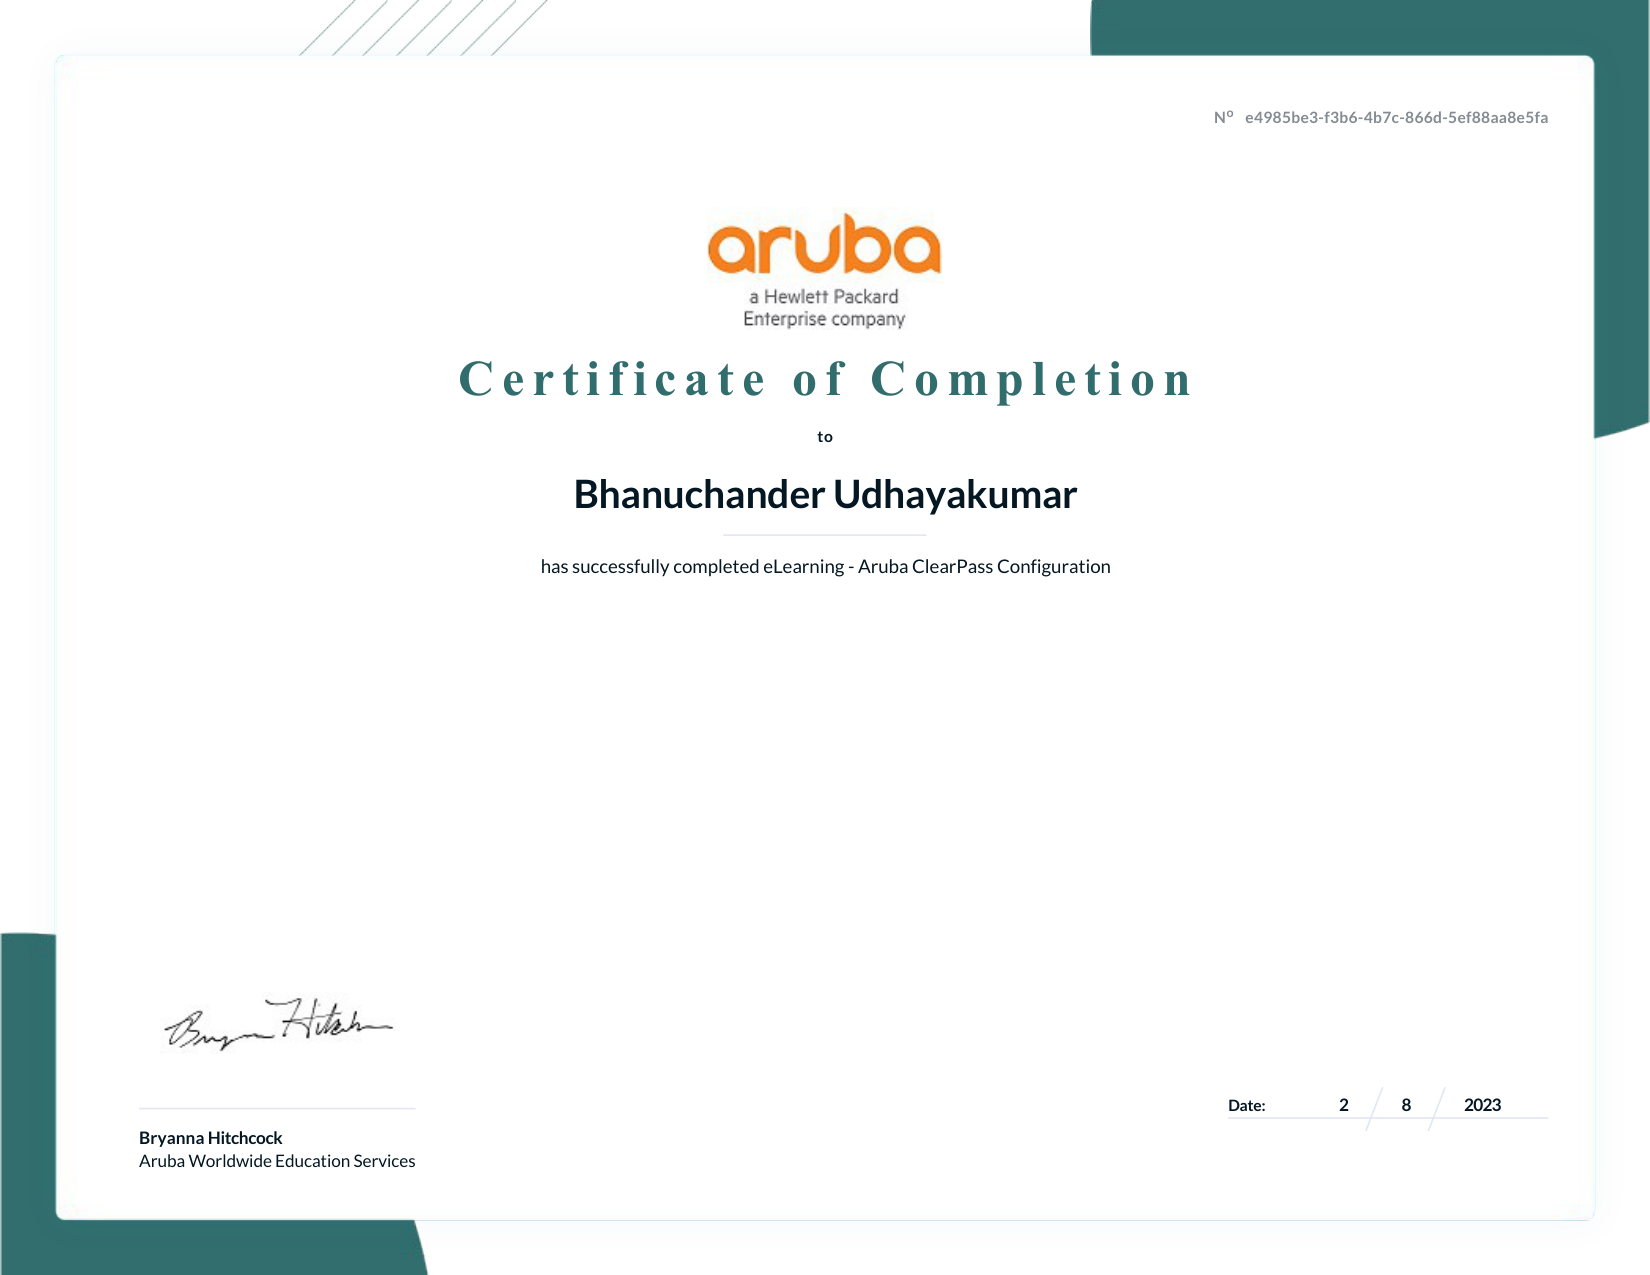 Nº e4985be3-f3b6-4b7c-866d-5ef88aa8e5fa
aruba
a Hewlett Packard
Enterprise company
Certificate of Completion
to
Bhanuchander Udhayakumar
has successfully completed eLearning - Aruba ClearPass Configuration
Bryanna Hitchcock
Aruba Worldwide Education Services
Date: 2 / 8 / 2023